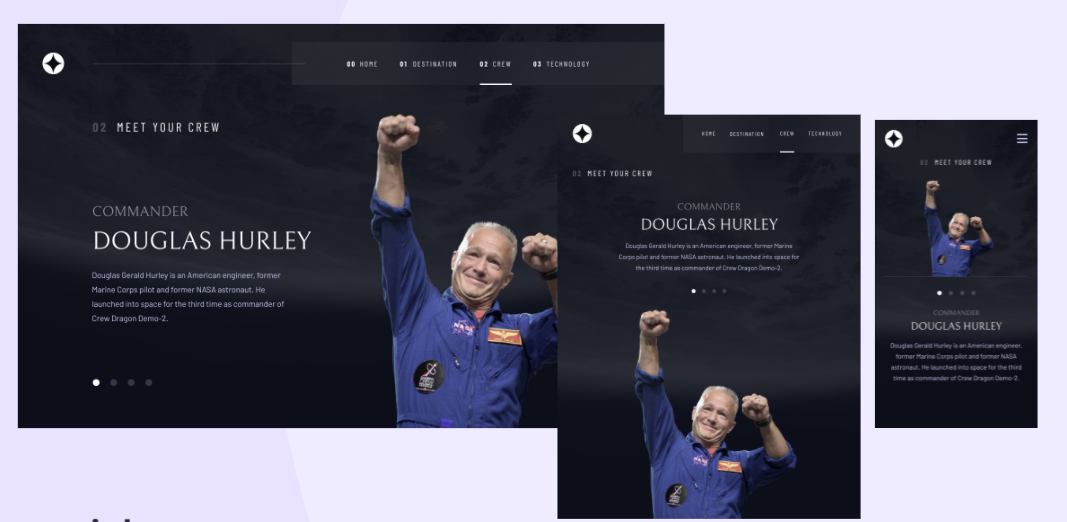 00 HOME 01 DESTINATION 02 CREW 03 TECHNOLOGY
02 MEET YOUR CREW
COMMANDER
DOUGLAS HURLEY
Douglas Gerald Hurley is an American engineer, former
Marine Corps pilot and former NASA astronaut. He
launched into space for the third time as commander of
Crew Dragon Demo-2.
NASA
HOME DESTINATION CREW TECHNOLOGY
02 MEET YOUR CREW
COMMANDER
DOUGLAS HURLEY
Douglas Gerald Hurley is an American engineer, former Marine
Corps pilot and former NASA astronaut. He launched into space for
the third time as commander of Crew Dragon Demo-2.
NASA
02 MEET YOUR CREW
COMMANDER
DOUGLAS HURLEY
Douglas Gerald Hurley is an American engineer,
former Marine Corps pilot and former NASA
astronaut. He launched into space for the third time
as commander of Crew Dragon Demo-2.